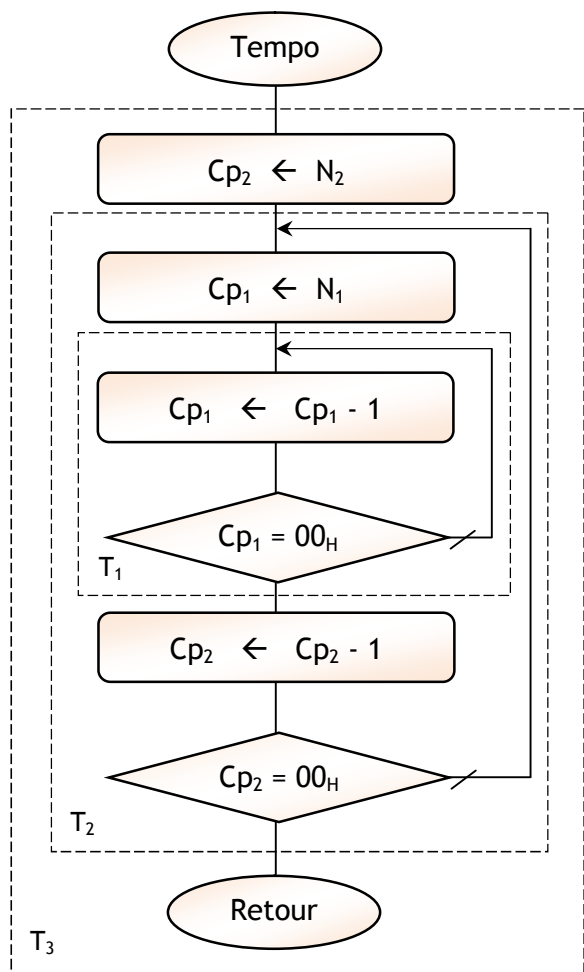 Tempo
Cp₂ ← N₂
Cp₁ ← N₁
Cp₁ ← Cp₁ - 1
Cp₁ = 00H
T₁
Cp₂ ← Cp₂ - 1
Cp₂ = 00H
T₂
Retour
T₃